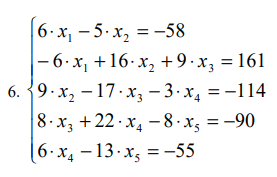 6 · x₁ − 5 · x₂ = −58
− 6 · x₁ + 16 · x₂ + 9 · x₃ = 161
6. 9 · x₂ − 17 · x₃ − 3 · x₄ = −114
8 · x₃ + 22 · x₄ − 8 · x₅ = −90
6 · x₄ − 13 · x₅ = −55